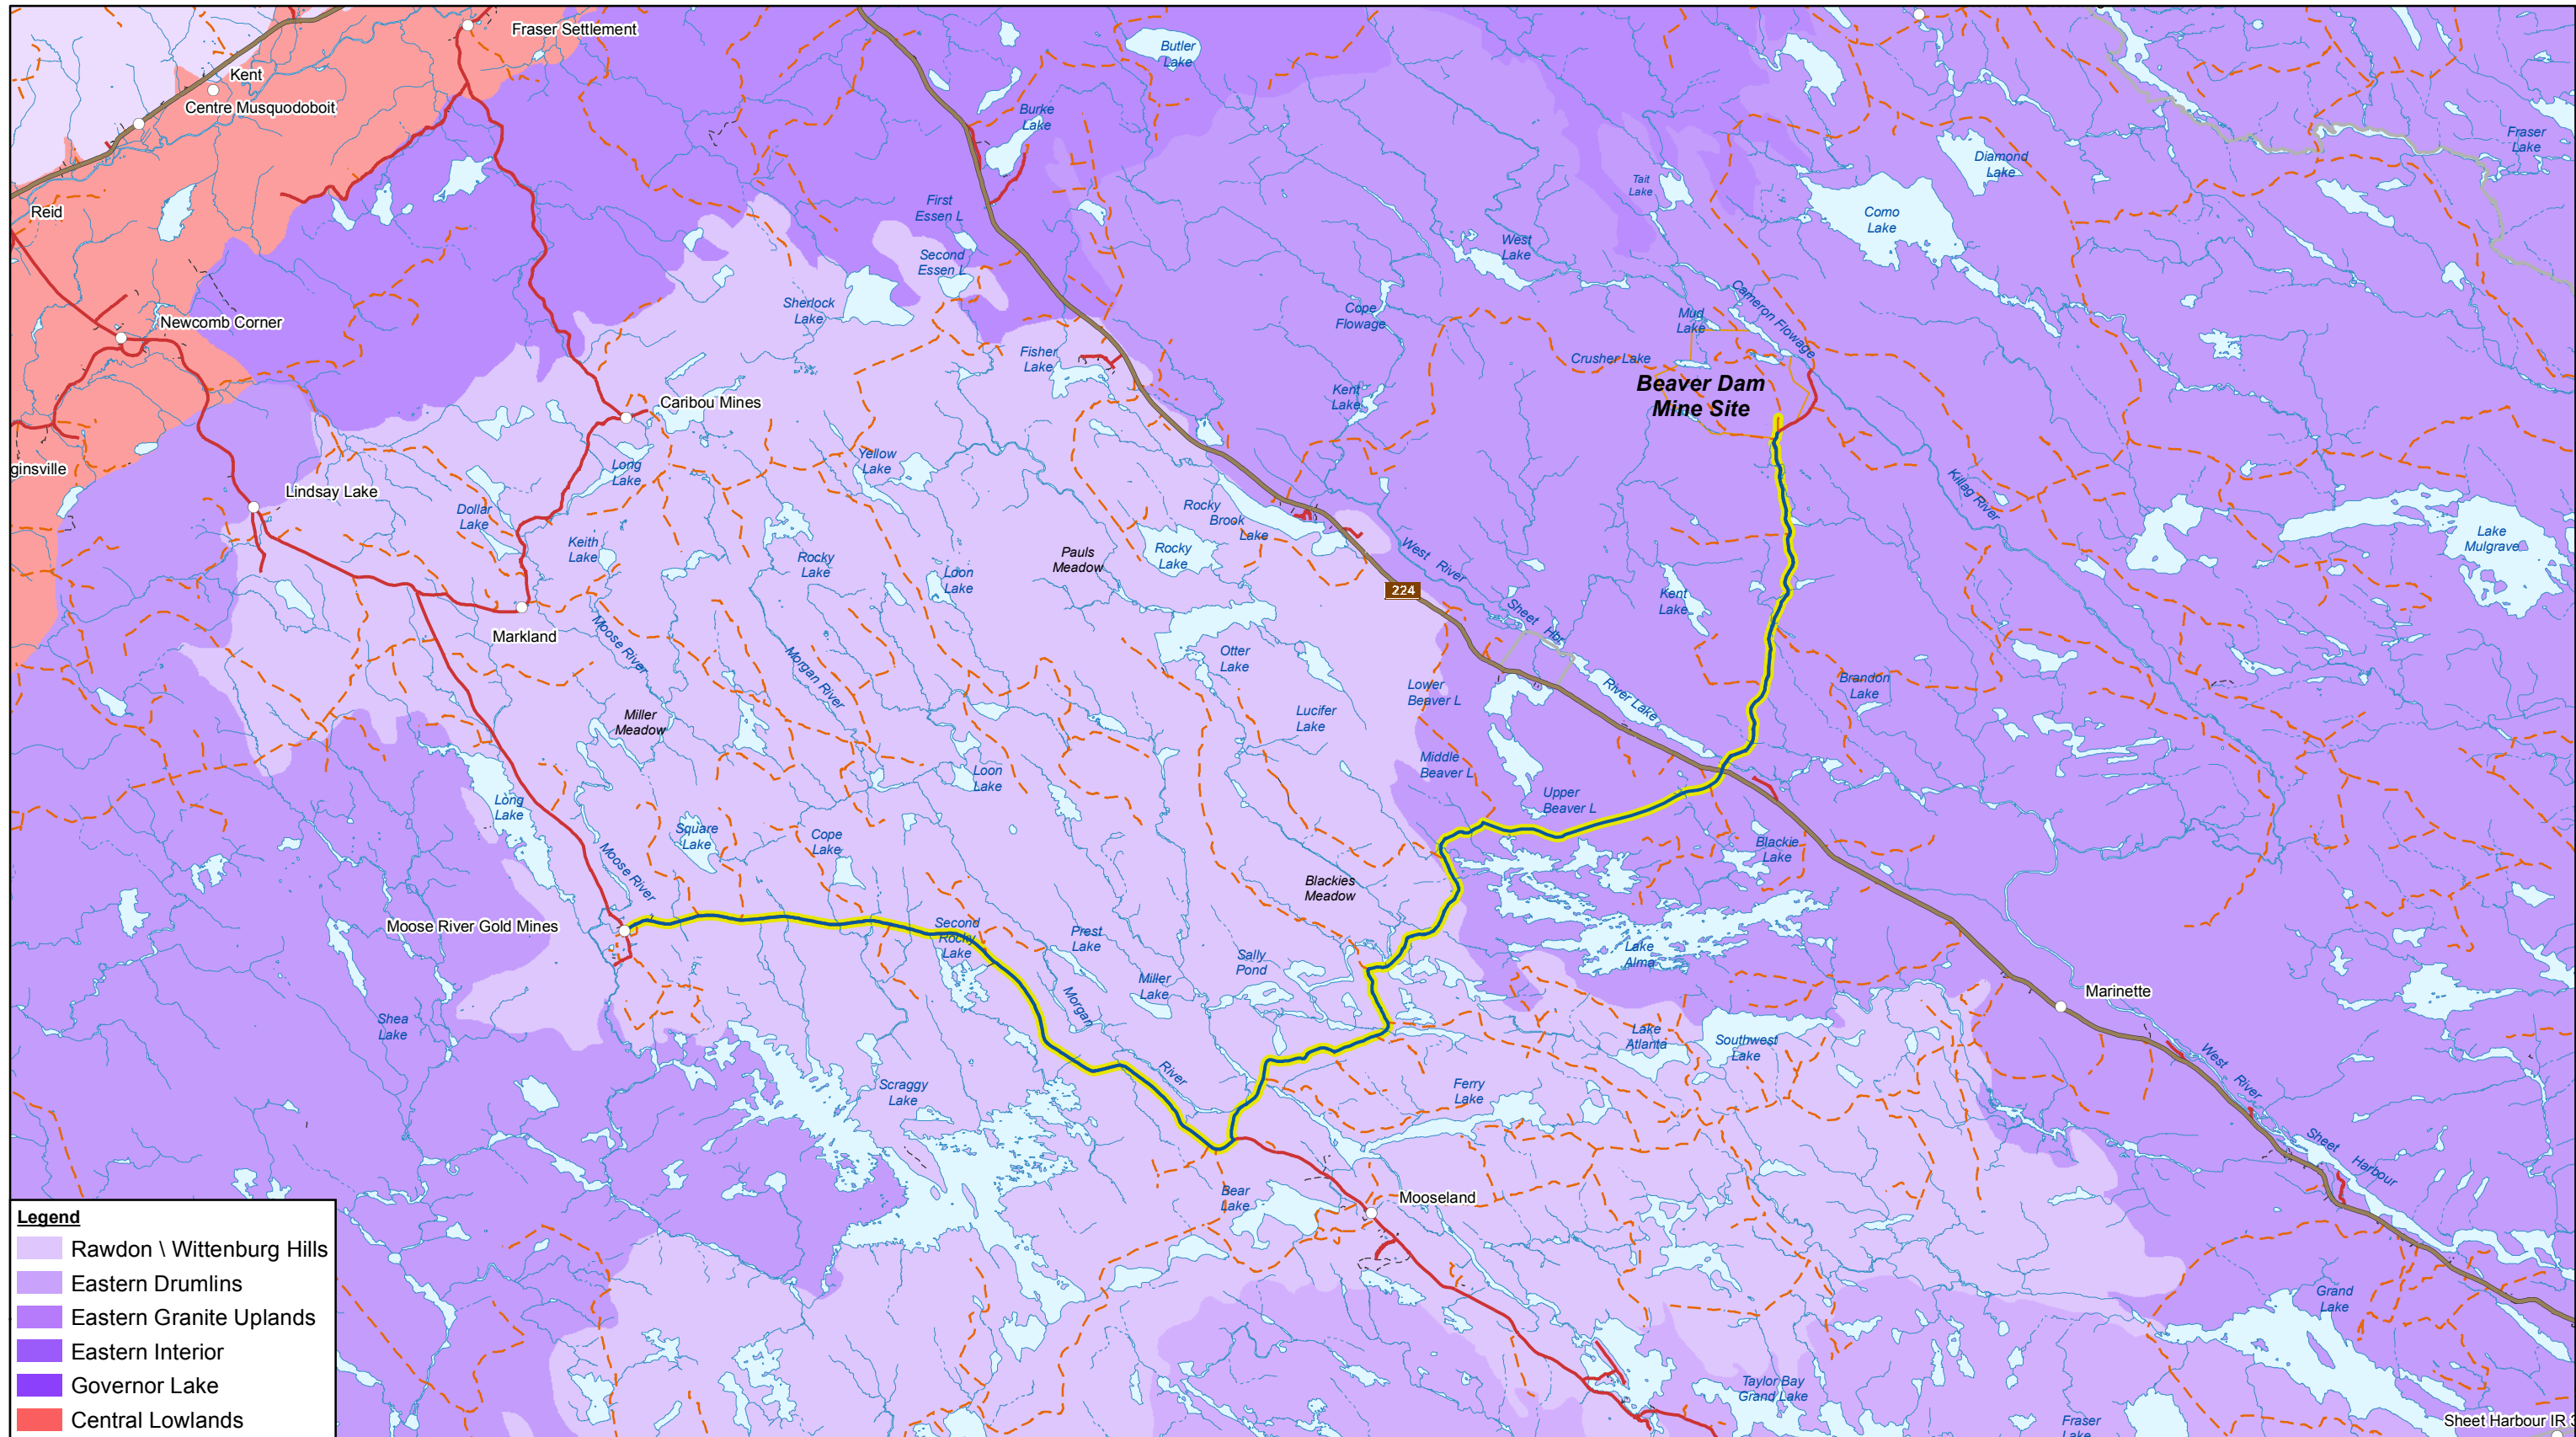 Fraser Settlement
Kent
Centre Musquodoboit
Reid
Newcomb Corner
ginsville
Lindsay Lake
Caribou Mines
Markland
Moose River Gold Mines
Butler
Lake
Burke
Lake
First
Essen L
Second
Essen L
Sherlock
Lake
Fisher
Lake
Tait
Lake
West
Lake
Cope
Flowage
Kent
Lake
Mud
Lake
Cameron Flowage
Crusher Lake
Beaver Dam
Mine Site
Como
Lake
Diamond
Lake
Fraser
Lake
Killag River
Lake
Mulgrave
Long
Lake
Dollar
Lake
Keith
Lake
Yellow
Lake
Rocky
Lake
Loon
Lake
Pauls
Meadow
Rocky
Lake
Rocky
Brook
Lake
224
West River
Sheet Hbr
River Lake
Kent
Lake
Brandon
Lake
Otter
Lake
Lucifer
Lake
Lower
Beaver L
Middle
Beaver L
Upper
Beaver L
Moose River
Morgan River
Miller
Meadow
Loon
Lake
Long
Lake
Square
Lake
Cope
Lake
Moose River
Second
Rocky
Lake
Prest
Lake
Miller
Lake
Sally
Pond
Blackies
Meadow
Blackie
Lake
Lake
Alma
Morgan
River
Shea
Lake
Scraggy
Lake
Ferry
Lake
Lake
Atlanta
Southwest
Lake
Marinette
West
River
Sheet
Harbour
Bear
Lake
Mooseland
Taylor Bay
Grand Lake
Grand
Lake
Fraser
Lake
Sheet Harbour IR 3
Legend
Rawdon \ Wittenburg Hills
Eastern Drumlins
Eastern Granite Uplands
Eastern Interior
Governor Lake
Central Lowlands